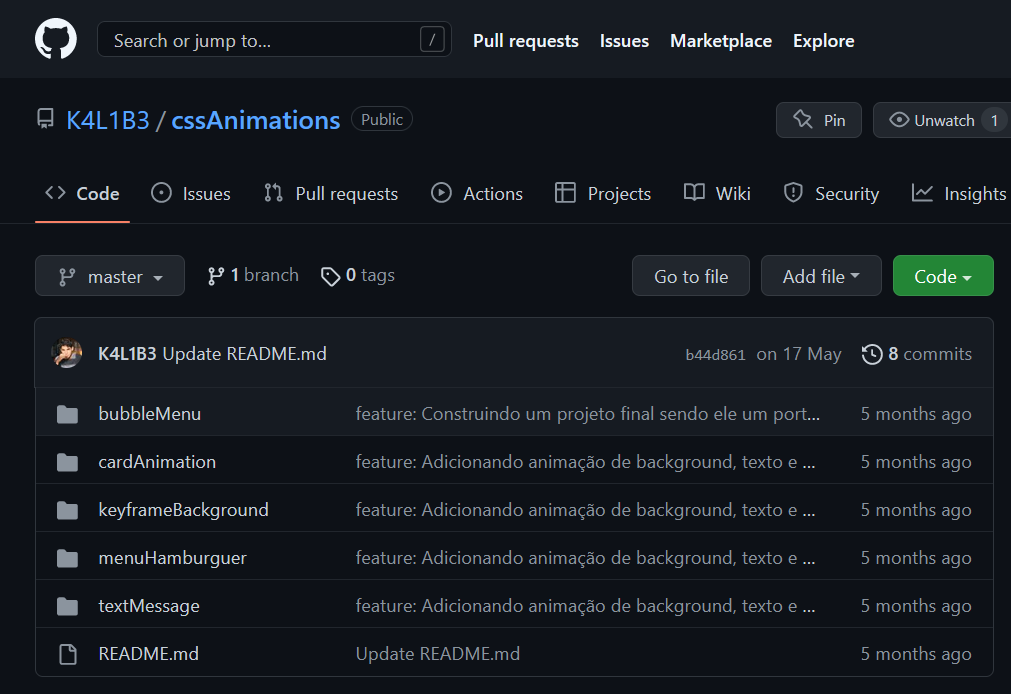 Search or jump to... / Pull requests Issues Marketplace Explore
K4L1B3 / cssAnimations Public Pin Unwatch 1
Code Issues Pull requests Actions Projects Wiki Security Insights
master 1 branch 0 tags Go to file Add file Code
K4L1B3 Update README.md b44d861 on 17 May 8 commits
bubbleMenu feature: Construindo um projeto final sendo ele um port... 5 months ago
cardAnimation feature: Adicionando animação de background, texto e ... 5 months ago
keyframeBackground feature: Adicionando animação de background, texto e ... 5 months ago
menuHamburguer feature: Adicionando animação de background, texto e ... 5 months ago
textMessage feature: Adicionando animação de background, texto e ... 5 months ago
README.md Update README.md 5 months ago